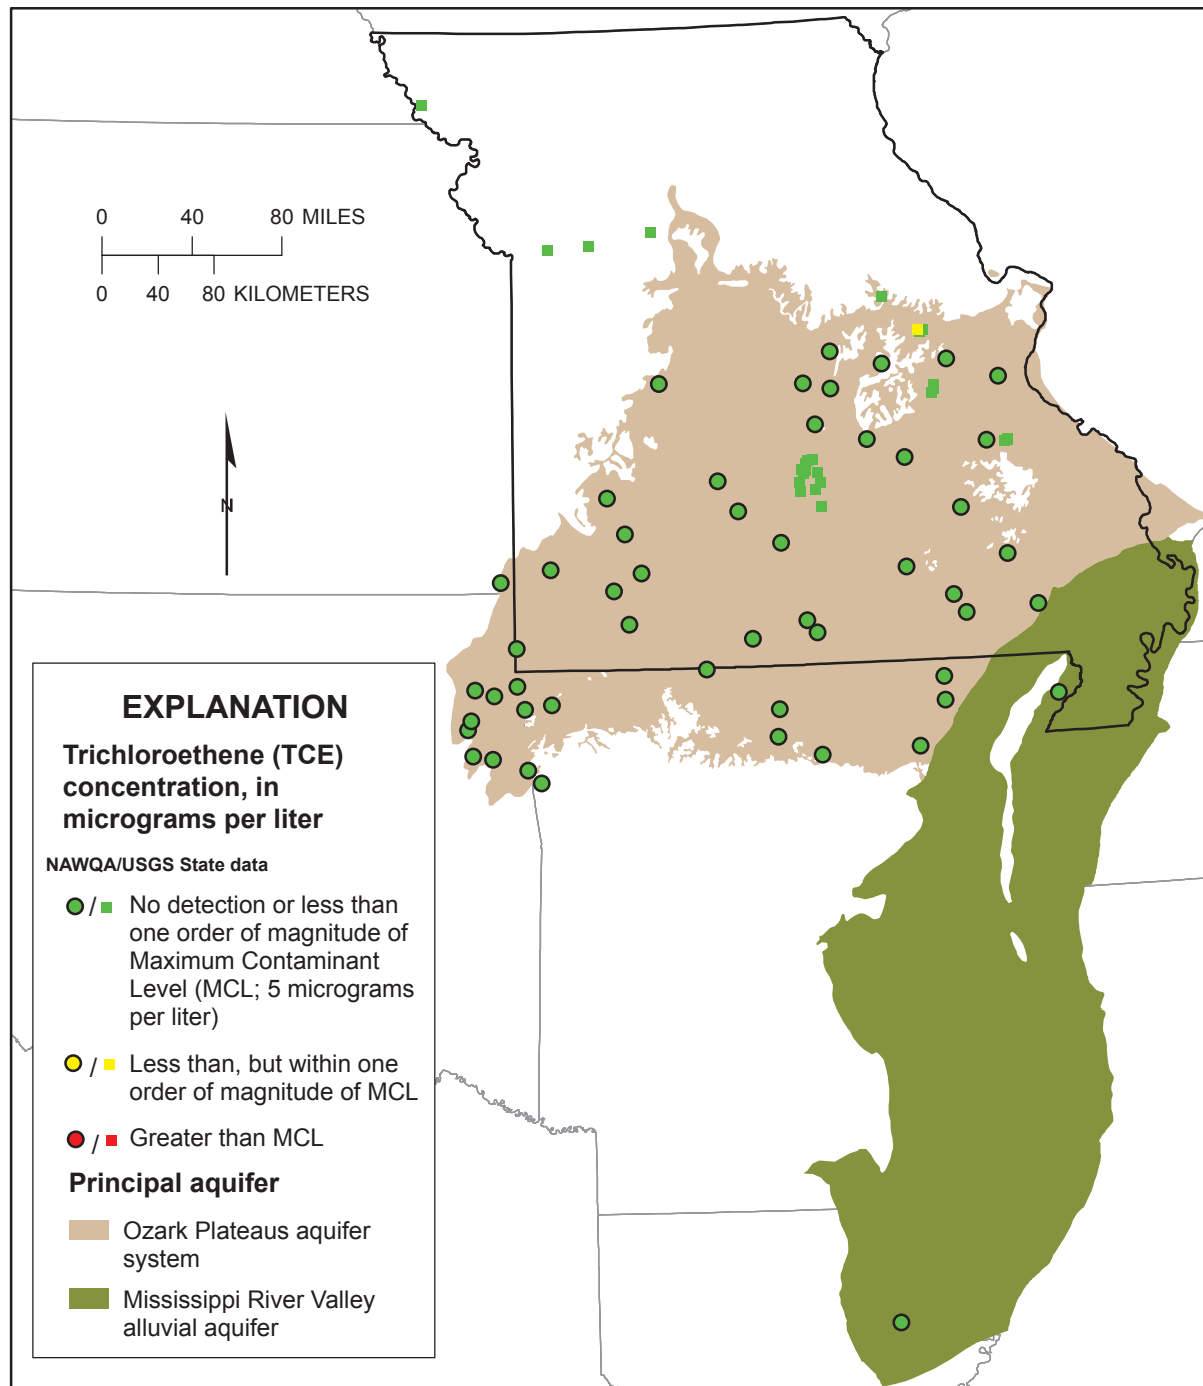 0 40 80 MILES
0 40 80 KILOMETERS
N
EXPLANATION
Trichloroethene (TCE)
concentration, in
micrograms per liter
NAWQA/USGS State data
/ No detection or less than
one order of magnitude of
Maximum Contaminant
Level (MCL; 5 micrograms
per liter)
/ Less than, but within one
order of magnitude of MCL
/ Greater than MCL
Principal aquifer
Ozark Plateaus aquifer
system
Mississippi River Valley
alluvial aquifer